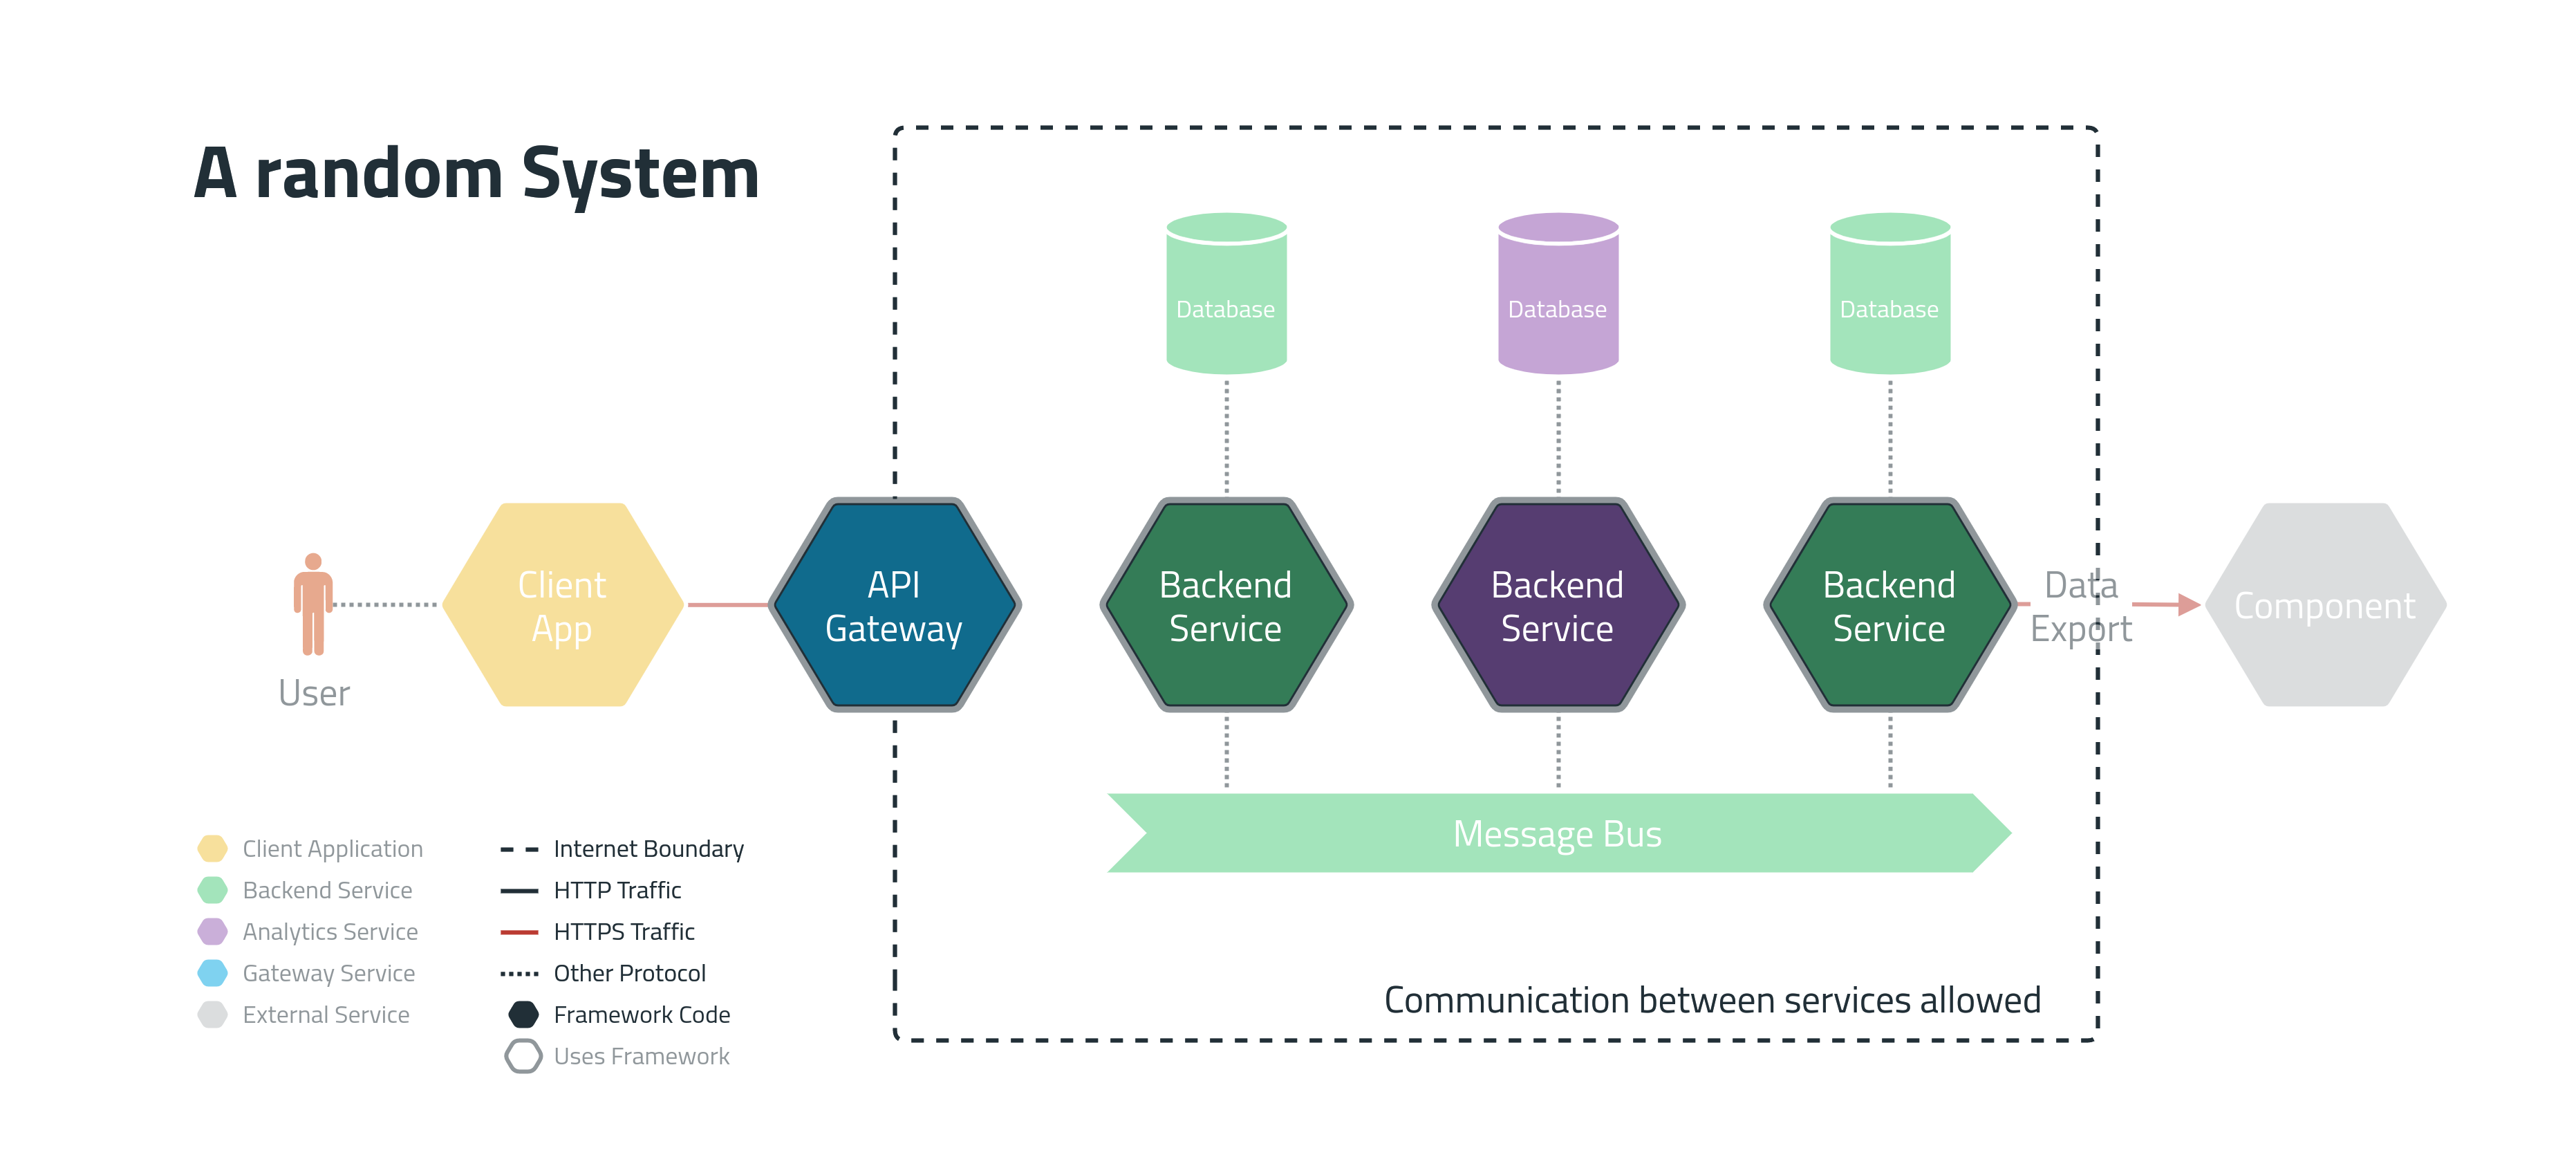 A random System
Database
Database
Database
Client
App
API
Gateway
Backend
Service
Backend
Service
Backend
Service
Data
Export
Component
User
Message Bus
Client Application
Backend Service
Analytics Service
Gateway Service
External Service
Internet Boundary
HTTP Traffic
HTTPS Traffic
Other Protocol
Framework Code
Uses Framework
Communication between services allowed